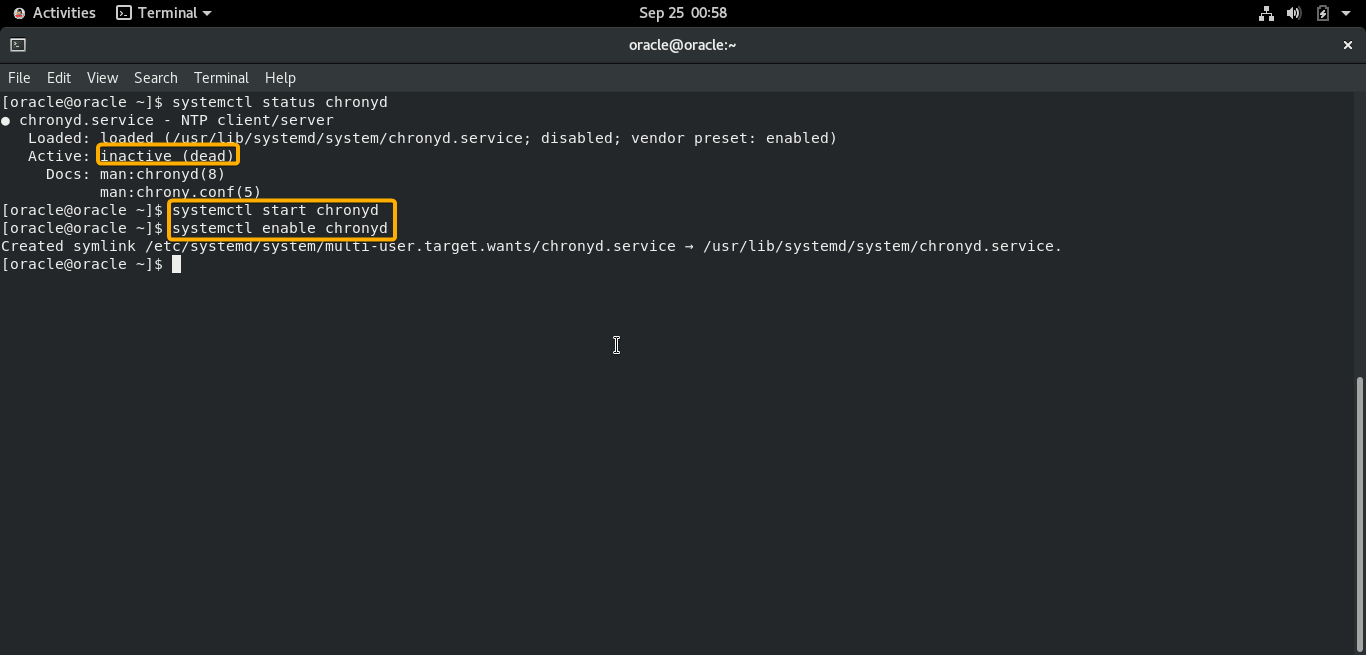 Activities Terminal Sep 25 00:58
oracle@oracle:~
File Edit View Search Terminal Help
[oracle@oracle ~]$ systemctl status chronyd
● chronyd.service - NTP client/server
   Loaded: loaded (/usr/lib/systemd/system/chronyd.service; disabled; vendor preset: enabled)
   Active: inactive (dead)
     Docs: man:chronyd(8)
           man:chrony.conf(5)
[oracle@oracle ~]$ systemctl start chronyd
[oracle@oracle ~]$ systemctl enable chronyd
Created symlink /etc/systemd/system/multi-user.target.wants/chronyd.service → /usr/lib/systemd/system/chronyd.service.
[oracle@oracle ~]$